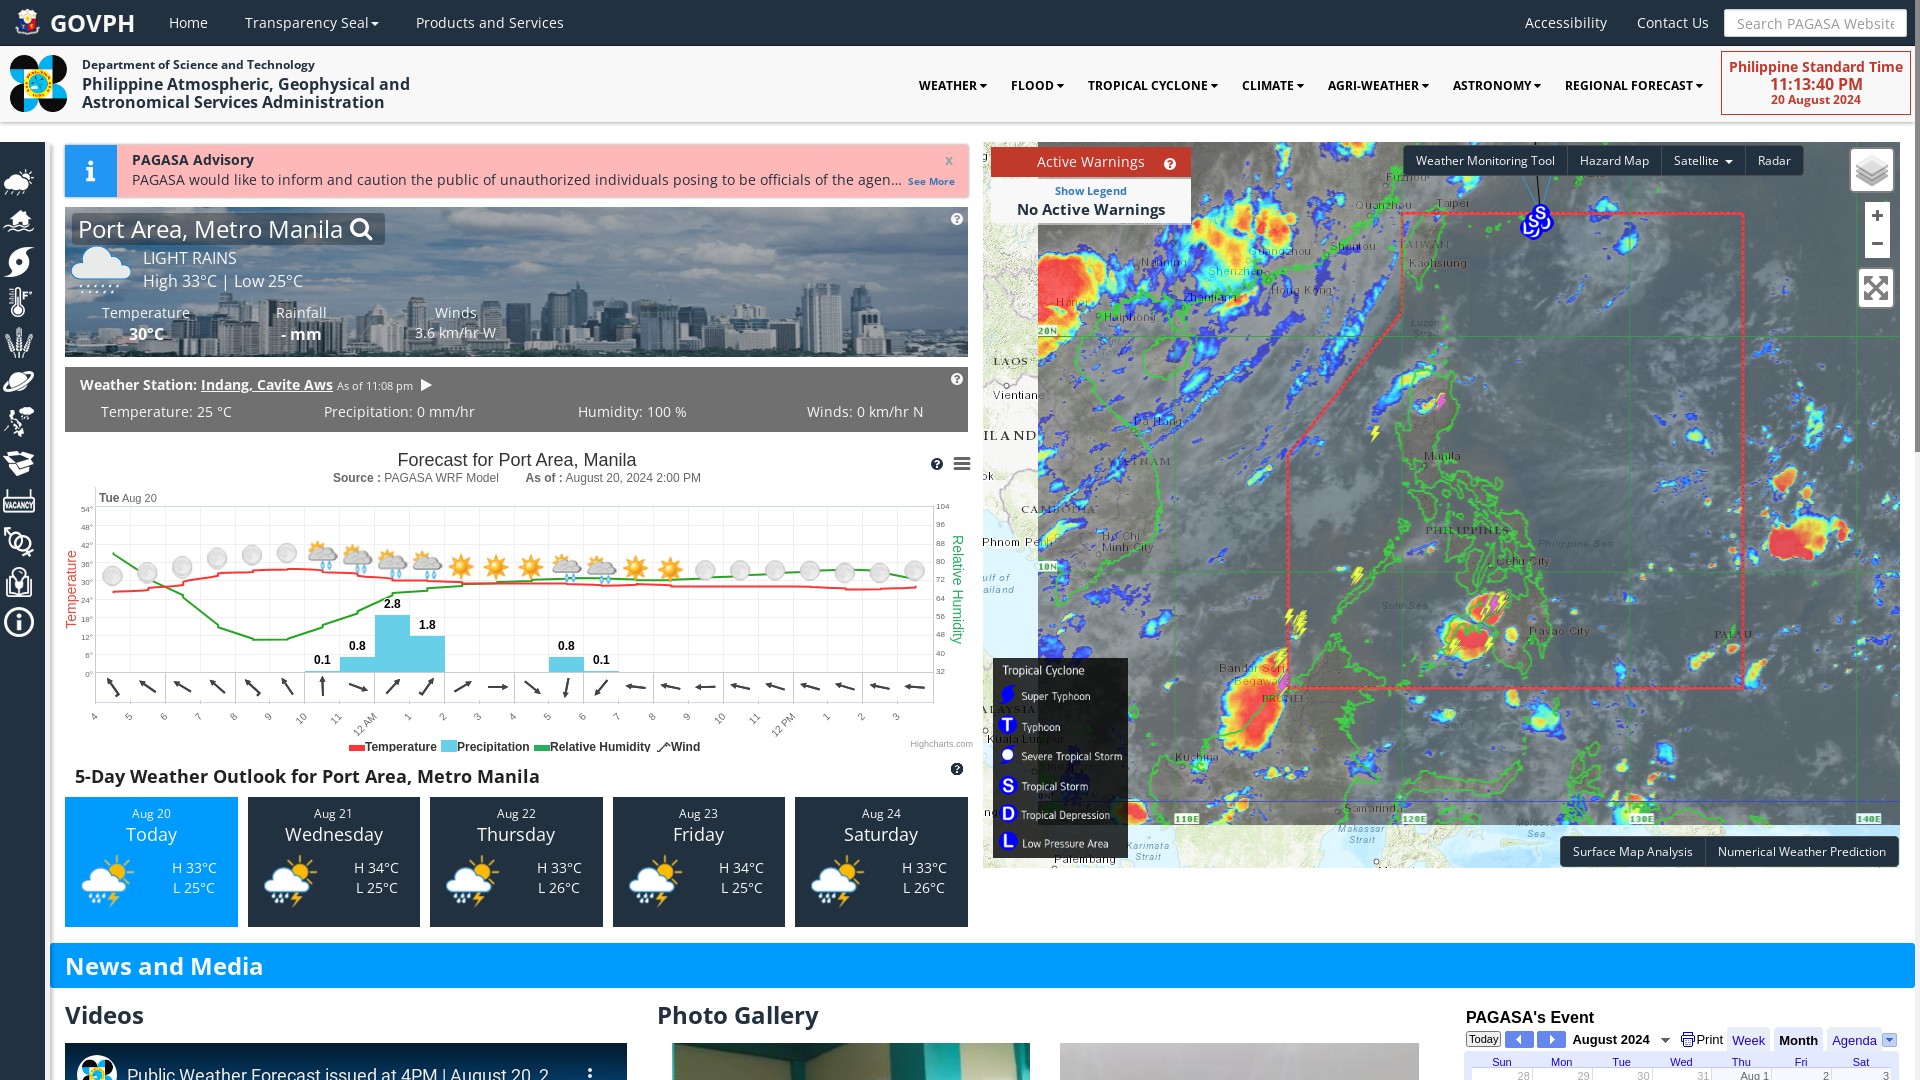 GOVPH
Home
Transparency Seal
Products and Services
Accessibility
Contact Us
Search PAGASA Website
Department of Science and Technology
Philippine Atmospheric, Geophysical and
Astronomical Services Administration
WEATHER
FLOOD
TROPICAL CYCLONE
CLIMATE
AGRI-WEATHER
ASTRONOMY
REGIONAL FORECAST
Philippine Standard Time
11:13:40 PM
20 August 2024
PAGASA Advisory
x
PAGASA would like to inform and caution the public of unauthorized individuals posing to be officials of the agen... See More
Port Area, Metro Manila
LIGHT RAINS
High 33°C | Low 25°C
Temperature
Rainfall
Winds
30°C
- mm
3.6 km/hr W
Weather Station: Indang, Cavite Aws As of 11:08 pm
Temperature: 25 °C
Precipitation: 0 mm/hr
Humidity: 100 %
Winds: 0 km/hr N
Forecast for Port Area, Manila
Source : PAGASA WRF Model
As of : August 20, 2024 2:00 PM
Tue Aug 20
54°
48°
42°
36°
30°
24°
18°
12°
6°
0°
Temperature
104
96
88
80
72
64
56
48
40
32
Relative Humidity
0.1
0.8
2.8
1.8
0.8
0.1
4 5 6 7 8 9 10 11 12 AM 1 2 3 4 5 6 7 8 9 10 11 12 PM 1 2 3
Temperature Precipitation Relative Humidity Wind
Highcharts.com
5-Day Weather Outlook for Port Area, Metro Manila
Aug 20
Today
H 33°C
L 25°C
Aug 21
Wednesday
H 34°C
L 25°C
Aug 22
Thursday
H 33°C
L 26°C
Aug 23
Friday
H 34°C
L 25°C
Aug 24
Saturday
H 33°C
L 26°C
VACANCY
Active Warnings
Show Legend
No Active Warnings
Weather Monitoring Tool
Hazard Map
Satellite
Radar
+
−
Fuzhou
Quanzhou
Taipei
Shantou
TAIWAN
Kaohsiung
Guangzhou
Shenzhen
Hong Kong
Nanning
Zhanjiang
Hanoi
Haiphong
20N
LAOS
Vientiane
Luzon
Strait
Da Nang
VIETNAM
CAMBODIA
Phnom Penh
Ho Chi
Minh City
10N
Manila
PHILIPPINES
Philippine Sea
Cebu City
Sulu Sea
Davao City
PALAU
Bandar Seri
Begawan
BRUNEI
Kuala Lumpur
Kuching
Samarinda
110E
120E
130E
140E
Makassar
Strait
Karimata
Strait
Palembang
Tropical Cyclone
Super Typhoon
T Typhoon
Severe Tropical Storm
S Tropical Storm
D Tropical Depression
L Low Pressure Area
Surface Map Analysis
Numerical Weather Prediction
News and Media
Videos
Photo Gallery
Public Weather Forecast issued at 4PM | August 20, 2...
PAGASA's Event
Today
August 2024
Print
Week
Month
Agenda
Sun Mon Tue Wed Thu Fri Sat
28 29 30 31 Aug 1 2 3